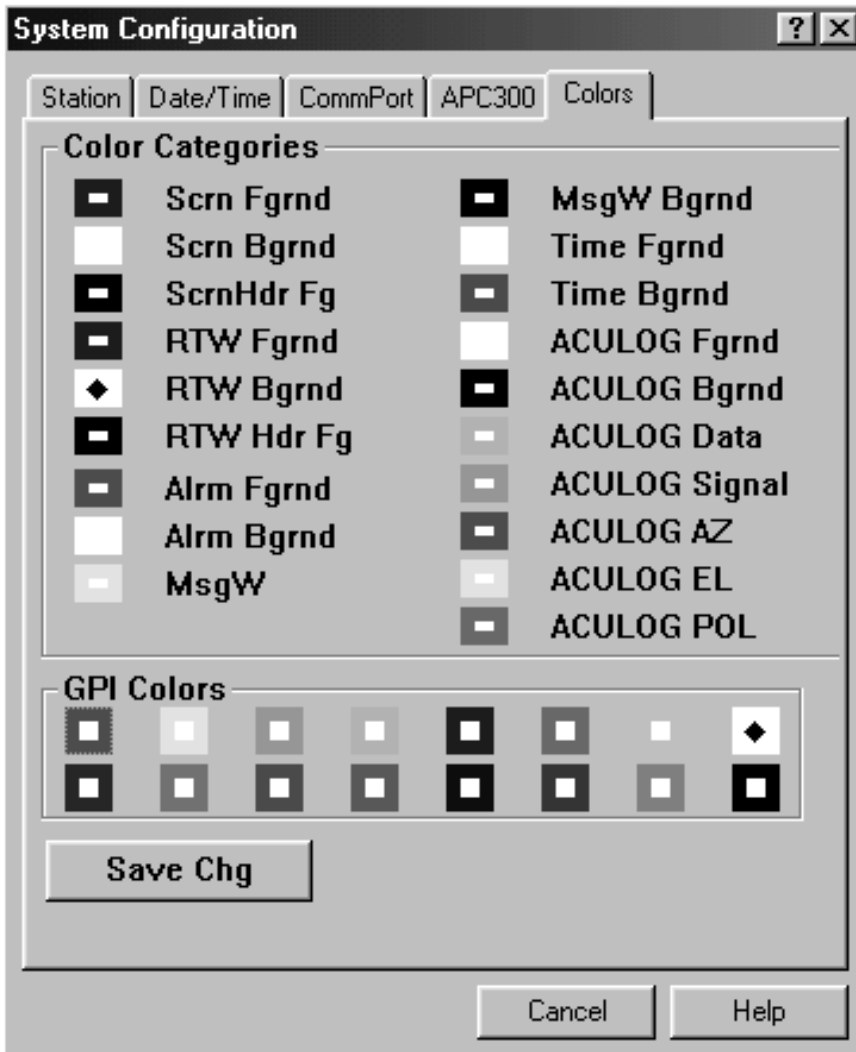 System Configuration
Station Date/Time CommPort APC300 Colors
Color Categories
Scrn Fgrnd
Scrn Bgrnd
ScrnHdr Fg
RTW Fgrnd
RTW Bgrnd
RTW Hdr Fg
Alrm Fgrnd
Alrm Bgrnd
MsgW
MsgW Bgrnd
Time Fgrnd
Time Bgrnd
ACULOG Fgrnd
ACULOG Bgrnd
ACULOG Data
ACULOG Signal
ACULOG AZ
ACULOG EL
ACULOG POL
GPI Colors
Save Chg
Cancel Help